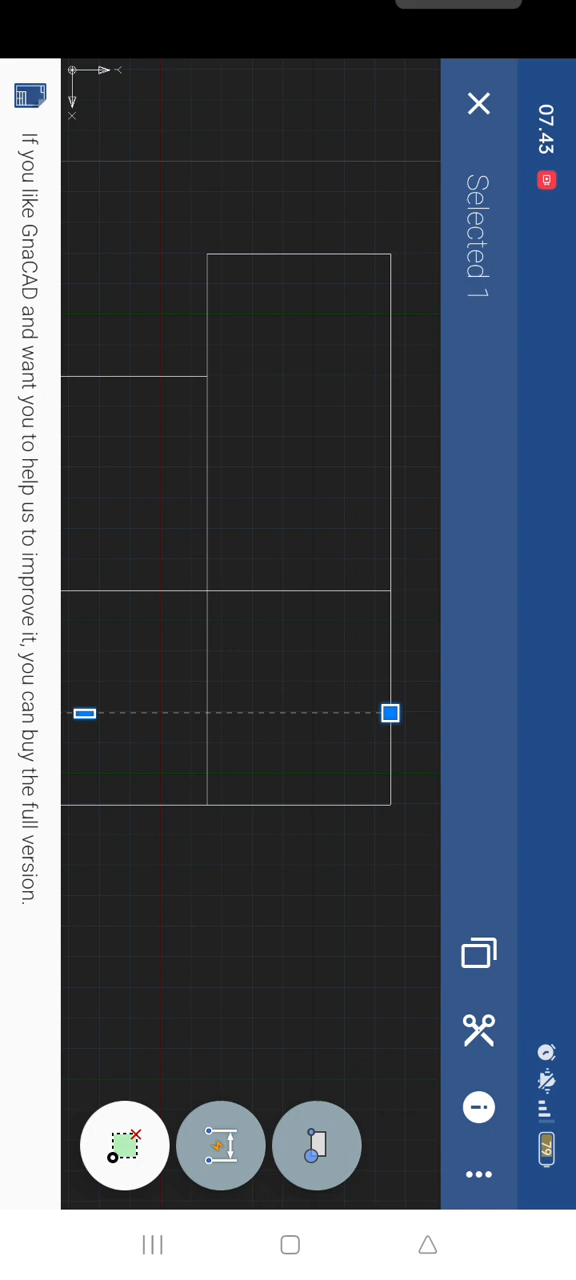 07.43
79
Selected 1
Y
X
If you like GnaCAD and want you to help us to improve it, you can buy the full version.